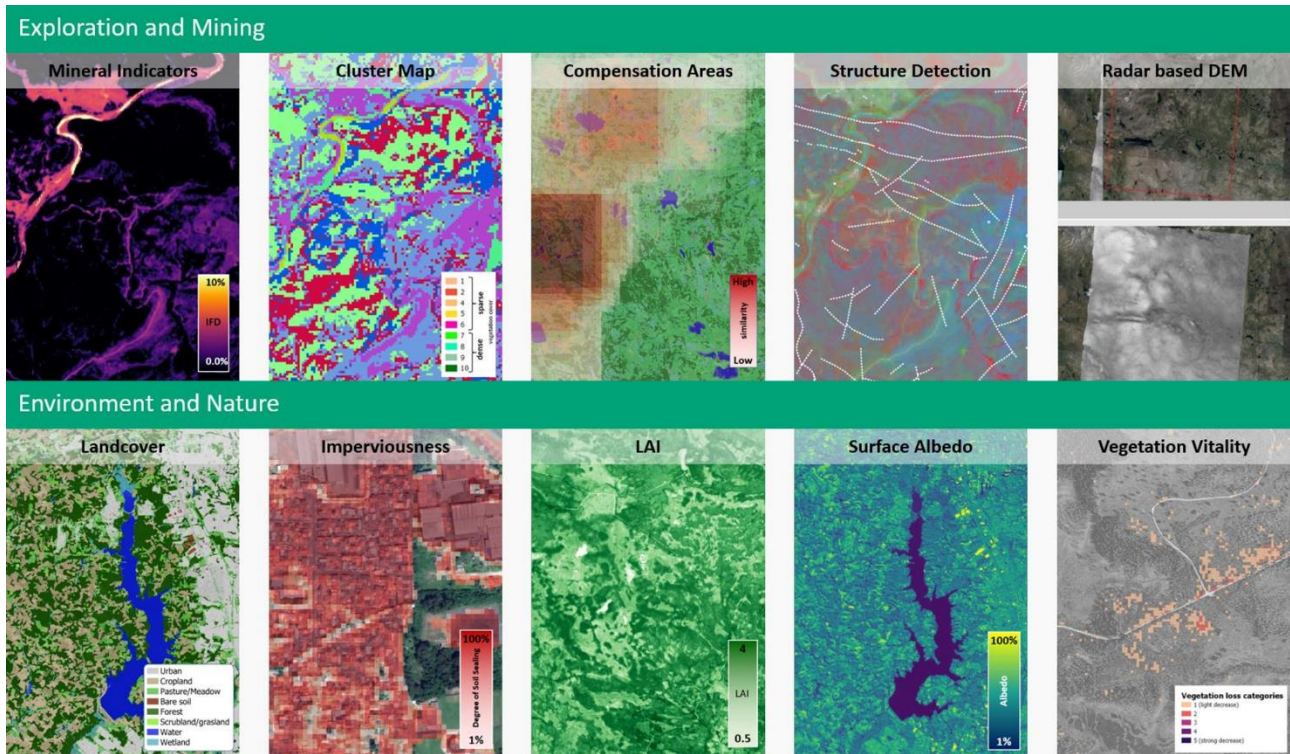 Exploration and Mining
Mineral Indicators
Cluster Map
Compensation Areas
Structure Detection
Radar based DEM
10%
IFD
0.0%
1
2
4
5
6
7
8
9
10
sparse
dense
vegetation cover
High
similarity
Low
Environment and Nature
Landcover
Imperviousness
LAI
Surface Albedo
Vegetation Vitality
Urban
Cropland
Pasture/Meadow
Bare soil
Forest
Scrubland/grasland
Water
Wetland
100%
Degree of Soil Sealing
1%
4
LAI
0.5
100%
Albedo
1%
Vegetation loss categories
1 (light decrease)
2
3
4
5 (strong decrease)